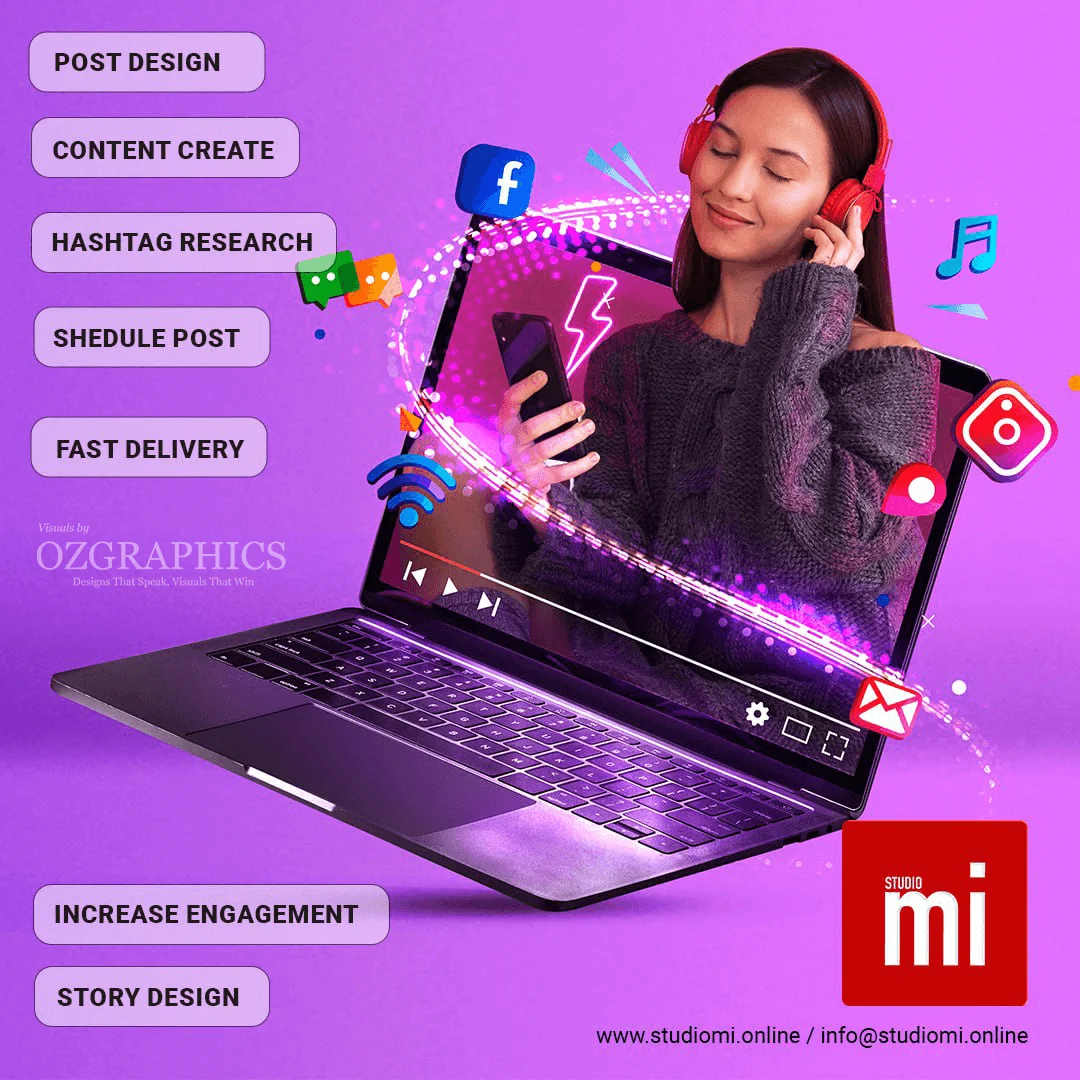 POST DESIGN
CONTENT CREATE
HASHTAG RESEARCH
SHEDULE POST
FAST DELIVERY
Visuals by
OZGRAPHICS
Designs That Speak. Visuals That Win
INCREASE ENGAGEMENT
STORY DESIGN
STUDIO
mi
www.studiomi.online / info@studiomi.online